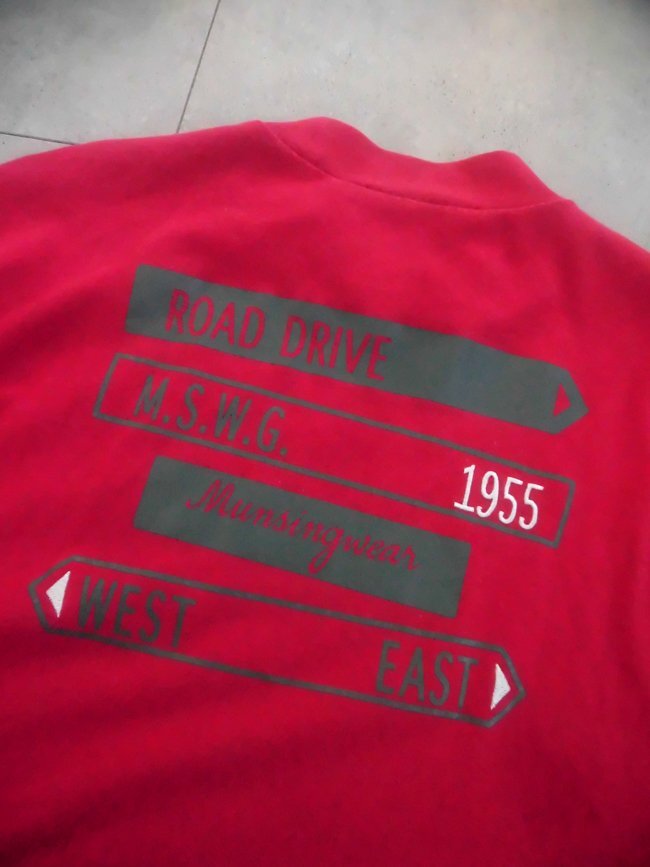 ROAD DRIVE
M.S.W.G.
1955
Munsingwear
WEST EAST